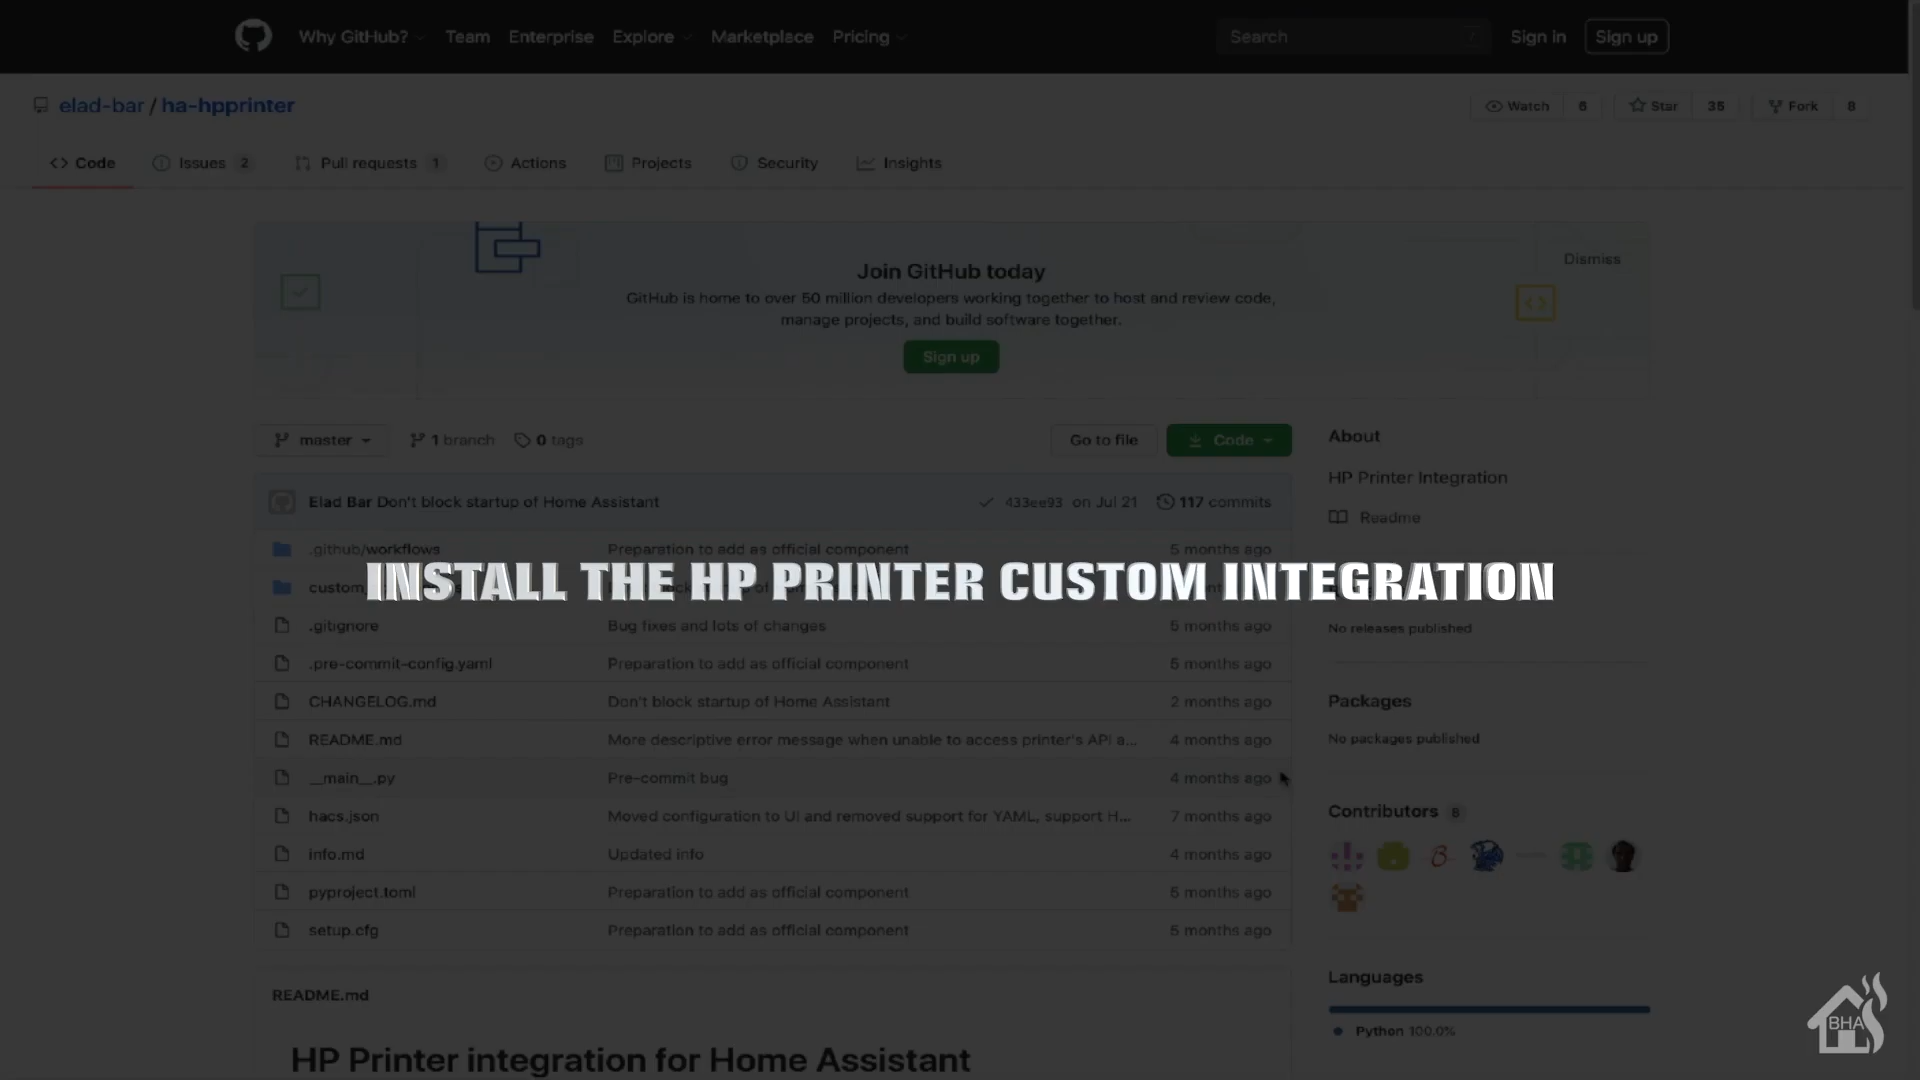 Why GitHub? Team Enterprise Explore Marketplace Pricing Search / Sign in Sign up
elad-bar / ha-hpprinter Watch 6 Star 35 Fork 8
Code Issues 2 Pull requests 1 Actions Projects Security Insights
Dismiss
Join GitHub today
GitHub is home to over 50 million developers working together to host and review code,
manage projects, and build software together.
Sign up
master 1 branch 0 tags Go to file Code
About
HP Printer Integration
Readme
Elad Bar Don't block startup of Home Assistant 433ee93 on Jul 21 117 commits
.github/workflows Preparation to add as official component 5 months ago
custom
INSTALL THE HP PRINTER CUSTOM INTEGRATION
.gitignore Bug fixes and lots of changes 5 months ago
No releases published
.pre-commit-config.yaml Preparation to add as official component 5 months ago
CHANGELOG.md Don't block startup of Home Assistant 2 months ago
Packages
README.md More descriptive error message when unable to access printer's API a... 4 months ago
No packages published
__main__.py Pre-commit bug 4 months ago
hacs.json Moved configuration to UI and removed support for YAML, support H... 7 months ago
Contributors 8
info.md Updated info 4 months ago
pyproject.toml Preparation to add as official component 5 months ago
setup.cfg Preparation to add as official component 5 months ago
Languages
Python 100.0%
README.md
HP Printer integration for Home Assistant
BHA